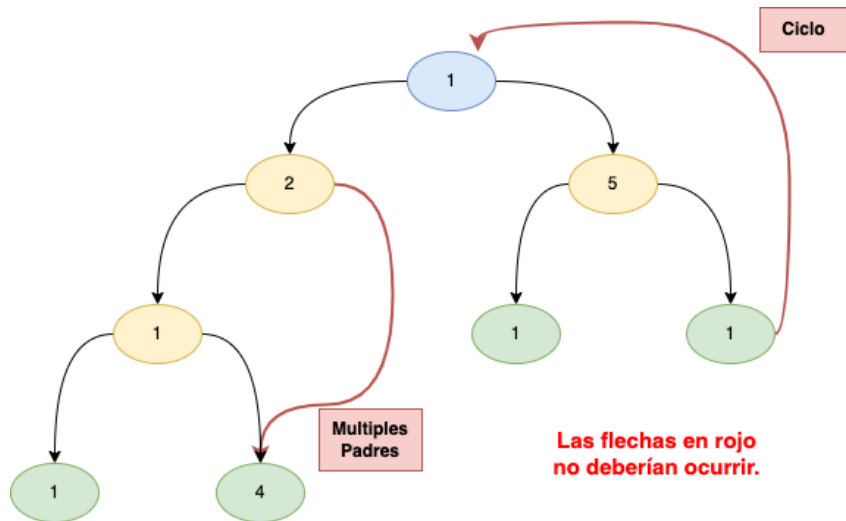 Ciclo
1
2
5
1
1
1
Multiples
Padres
Las flechas en rojo
no deberían ocurrir.
1
4